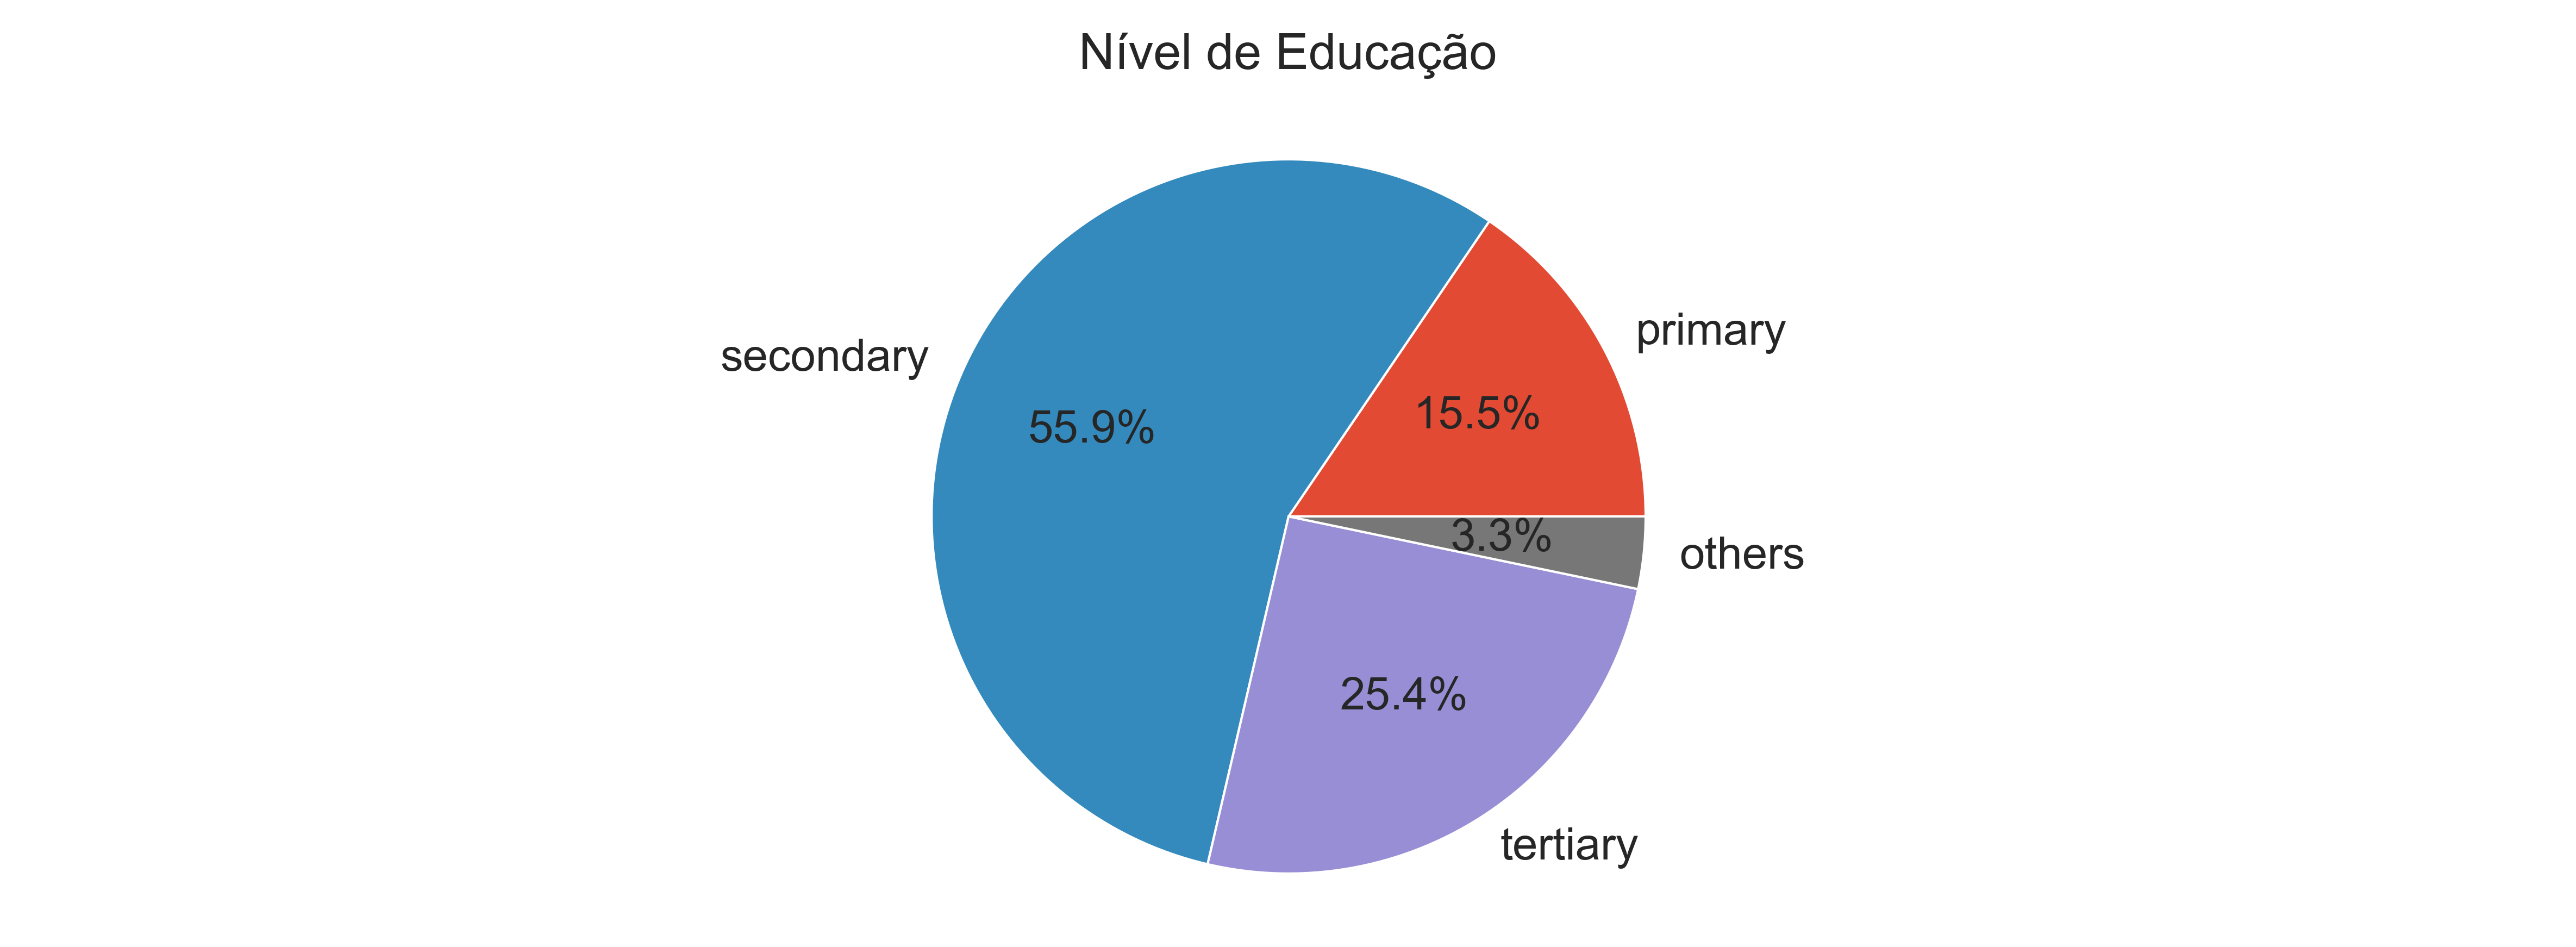 Nível de Educação
primary
15.5%
secondary
55.9%
3.3%
others
25.4%
tertiary